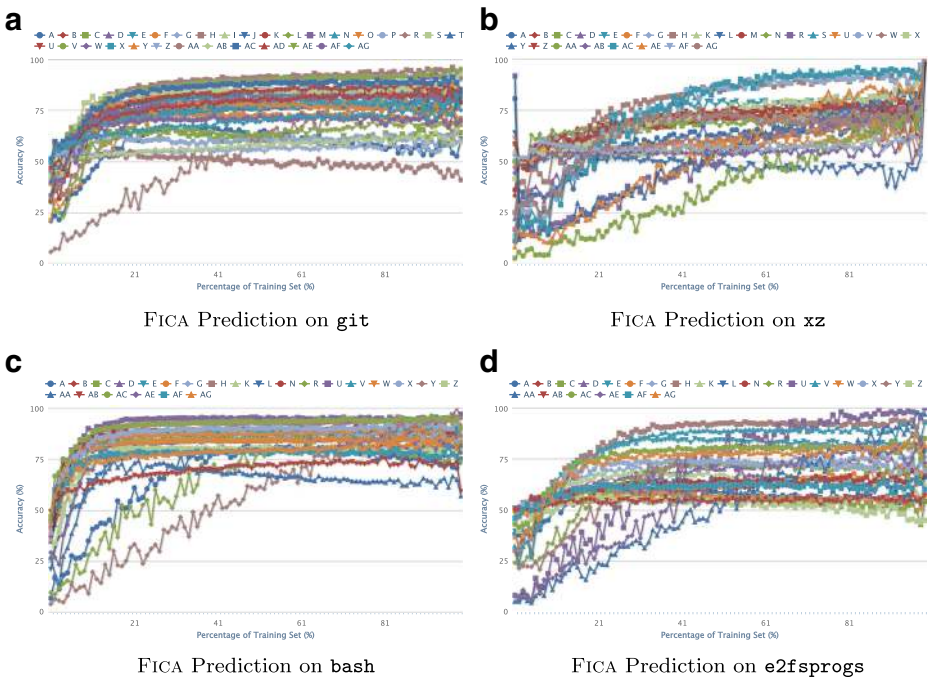 a
A B C D E F G H I J K L M N O P R S T
U V W X Y Z AA AB AC AD AE AF AG
100
75
50
25
0
Accuracy (%)
21 41 61 81
Percentage of Training Set (%)
FICA Prediction on git
b
A B C D E F G H K L M N R S U V W X
Y Z AA AB AC AE AF AG
100
75
50
25
0
Accuracy (%)
21 41 61 81
Percentage of Training Set (%)
FICA Prediction on xz
c
A B C D E F G H K L N R U V W X Y Z
AA AB AC AE AF AG
100
75
50
25
0
Accuracy (%)
21 41 61 81
Percentage of Training Set (%)
FICA Prediction on bash
d
A B C D E F G H K L N R U V W X Y Z
AA AB AC AE AF AG
100
75
50
25
0
Accuracy (%)
21 41 61 81
Percentage of Training Set (%)
FICA Prediction on e2fsprogs